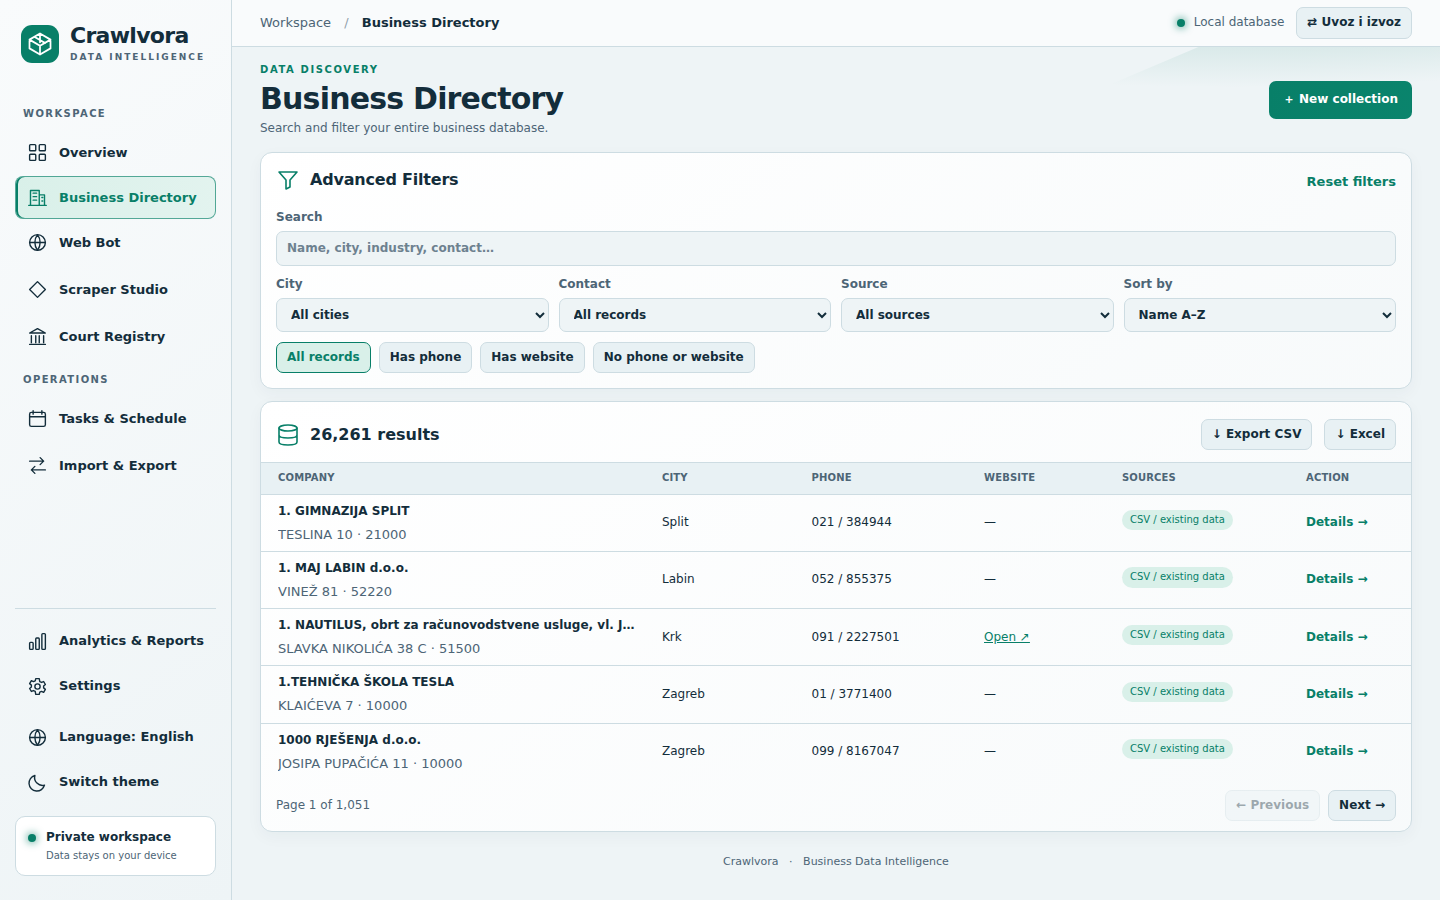 Crawlvora
DATA INTELLIGENCE
WORKSPACE
Overview
Business Directory
Web Bot
Scraper Studio
Court Registry
OPERATIONS
Tasks & Schedule
Import & Export
Analytics & Reports
Settings
Language: English
Switch theme
Private workspace
Data stays on your device
Workspace / Business Directory
Local database
⇄ Uvoz i izvoz
DATA DISCOVERY
Business Directory
Search and filter your entire business database.
+ New collection
Advanced Filters
Reset filters
Search
Name, city, industry, contact…
City Contact Source Sort by
All cities All records All sources Name A–Z
All records Has phone Has website No phone or website
26,261 results
↓ Export CSV ↓ Excel
COMPANY CITY PHONE WEBSITE SOURCES ACTION
1. GIMNAZIJA SPLIT
TESLINA 10 · 21000
Split 021 / 384944 — CSV / existing data Details →
1. MAJ LABIN d.o.o.
VINEŽ 81 · 52220
Labin 052 / 855375 — CSV / existing data Details →
1. NAUTILUS, obrt za računovodstvene usluge, vl. J…
SLAVKA NIKOLIĆA 38 C · 51500
Krk 091 / 2227501 Open ↗ CSV / existing data Details →
1.TEHNIČKA ŠKOLA TESLA
KLAIĆEVA 7 · 10000
Zagreb 01 / 3771400 — CSV / existing data Details →
1000 RJEŠENJA d.o.o.
JOSIPA PUPAČIĆA 11 · 10000
Zagreb 099 / 8167047 — CSV / existing data Details →
Page 1 of 1,051
← Previous Next →
Crawlvora · Business Data Intelligence